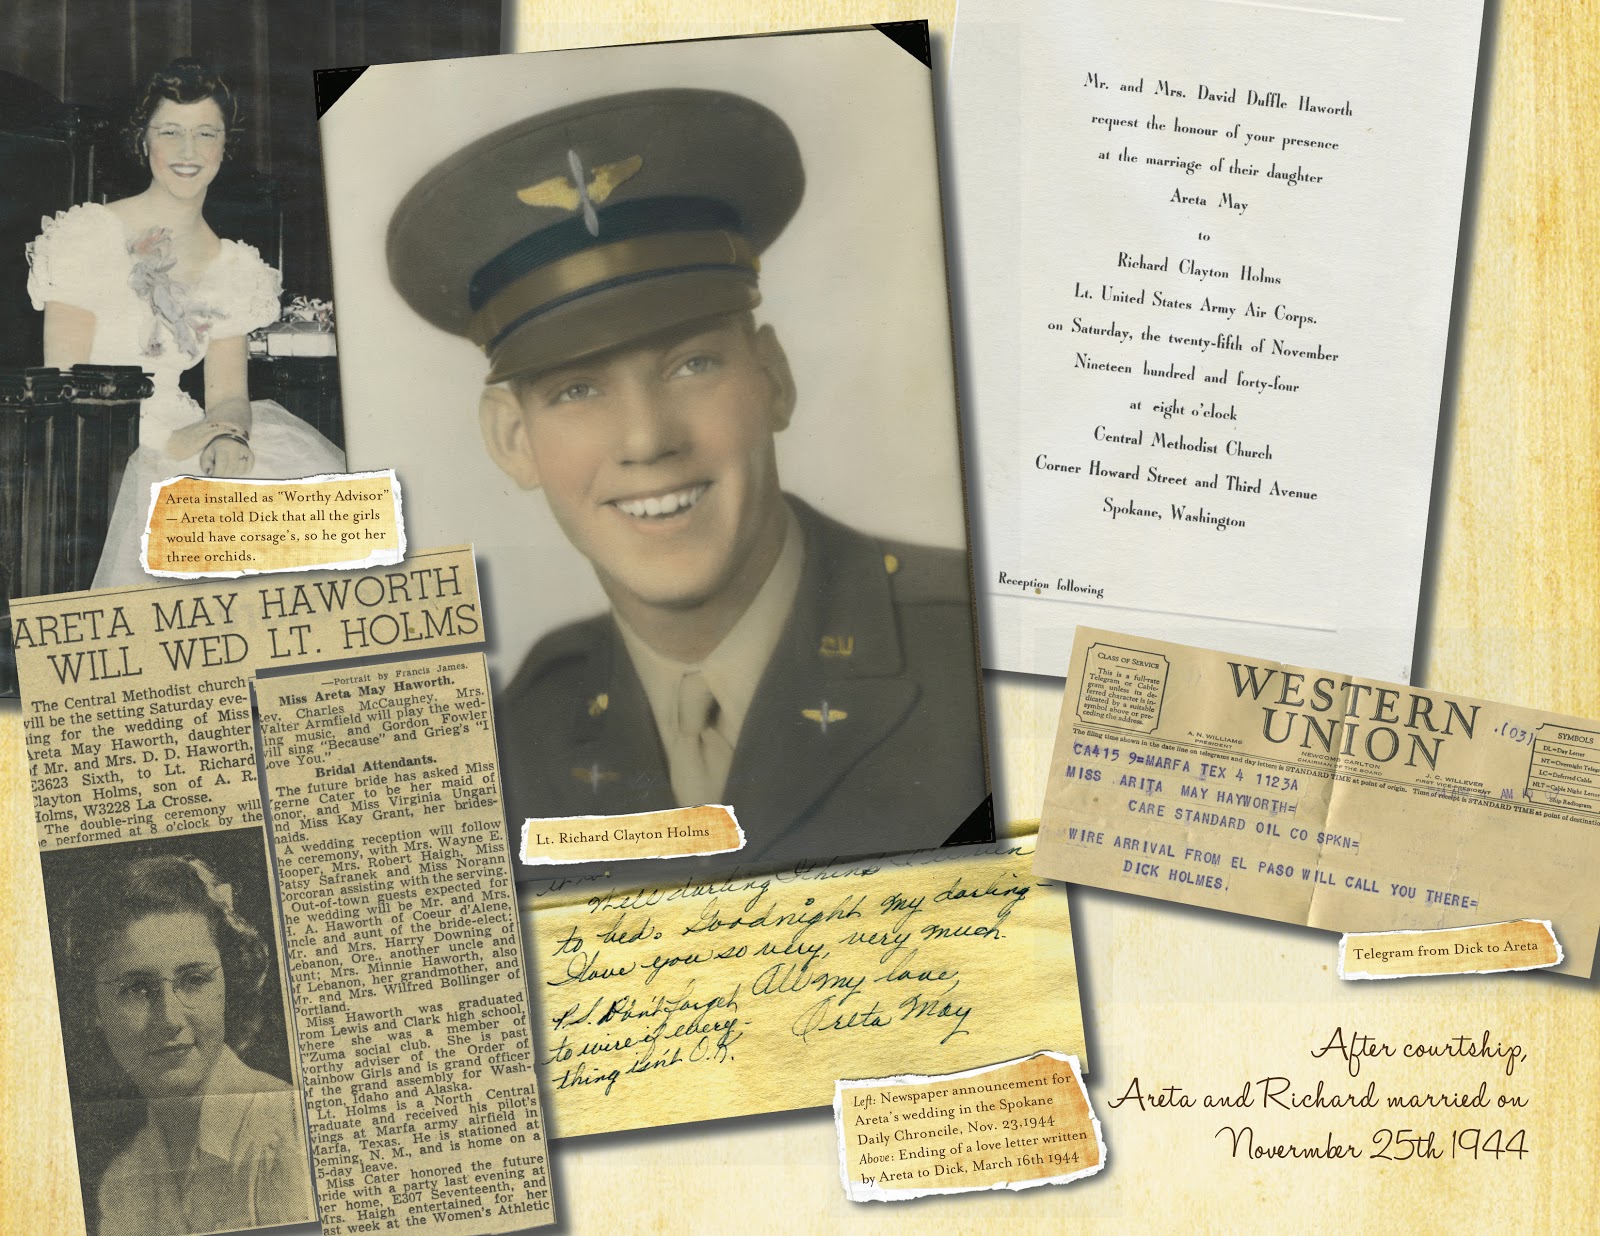 Mr. and Mrs. David Duffle Haworth
request the honour of your presence
at the marriage of their daughter
Areta May
to
Richard Clayton Holms
Lt. United States Army Air Corps.
on Saturday, the twenty-fifth of November
Nineteen hundred and forty-four
at eight o'clock
Central Methodist Church
Corner Howard Street and Third Avenue
Spokane, Washington
Reception following
Areta installed as "Worthy Advisor"
— Areta told Dick that all the girls
would have corsage's, so he got her
three orchids.
ARETA MAY HAWORTH
WILL WED LT. HOLMS
The Central Methodist church
will be the setting Saturday eve-
ning for the wedding of Miss
Areta May Haworth, daughter
of Mr. and Mrs. D. D. Haworth,
E3623 Sixth, to Lt. Richard
Clayton Holms, son of A. R.
Holms, W3228 La Crosse.
The double-ring ceremony will
be performed at 8 o'clock by the
—Portrait by Francis James.
Miss Areta May Haworth.
Rev. Charles McCaughey. Mrs.
Walter Armfield will play the wed-
ding music, and Gordon Fowler
will sing "Because" and Grieg's "I
Love You."
Bridal Attendants.
The future bride has asked Miss
gerne Cater to be her maid of
honor, and Miss Virginia Ungari
and Miss Kay Grant, her brides-
maids.
A wedding reception will follow
the ceremony, with Mrs. Wayne E.
Hooper, Mrs. Robert Haigh, Miss
Patsy Safranek and Miss Norann
Corcoran assisting with the serving.
Out-of-town guests expected for
the wedding will be Mr. and Mrs.
H. A. Haworth of Coeur d'Alene,
uncle and aunt of the bride-elect;
Mr. and Mrs. Harry Downing of
Lebanon, Ore., another uncle and
aunt; Mrs. Minnie Haworth, also
of Lebanon, her grandmother, and
Mr. and Mrs. Wilfred Bollinger of
Portland.
Miss Haworth was graduated
from Lewis and Clark high school,
where she was a member of
T'Zuma social club. She is past
worthy adviser of the Order of
Rainbow Girls and is grand officer
of the grand assembly for Wash-
ington, Idaho and Alaska.
Lt. Holms is a North Central
graduate and received his pilot's
wings at Marfa army airfield in
Marfa, Texas. He is stationed at
Deming, N. M., and is home on a
5-day leave.
Miss Cater honored the future
bride with a party last evening at
her home, E307 Seventeenth, and
Mrs. Haigh entertained for her
last week at the Women's Athletic
Lt. Richard Clayton Holms
Well darling I think
to bed. Goodnight my darling—
I love you so very, very much.
All my love,
Areta May
P.S. Don't forget
to wire if every-
thing isn't O.K.
CLASS OF SERVICE
This is a full-rate
Telegram or Cable-
gram unless its de-
ferred character is in-
dicated by a suitable
symbol above or pre-
ceding the address.
WESTERN
UNION
.(03)
A. N. WILLIAMS
PRESIDENT
NEWCOMB CARLTON
CHAIRMAN OF THE BOARD
J. C. WILLEVER
FIRST VICE-PRESIDENT
SYMBOLS
DL=Day Letter
NT=Overnight Teleg
LC=Deferred Cable
NLT=Cable Night Letter
Ship Radiogram
The filing time shown in the date line on telegrams and day letters is STANDARD TIME at point of origin. Time of receipt is STANDARD TIME at point of destination
CA415 9=MARFA TEX 4 1123A
MISS ARITA MAY HAYWORTH=
CARE STANDARD OIL CO SPKN=
WIRE ARRIVAL FROM EL PASO WILL CALL YOU THERE=
DICK HOLMES.
Telegram from Dick to Areta
Left: Newspaper announcement for
Areta's wedding in the Spokane
Daily Chroncile, Nov. 23,1944
Above: Ending of a love letter written
by Areta to Dick, March 16th 1944
After courtship,
Areta and Richard married on
Novermber 25th 1944